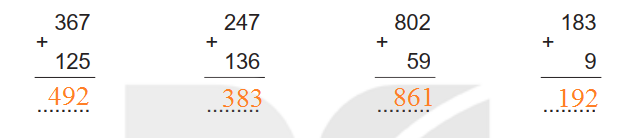 367 247 802 183
+ + + +
125 136 59 9
492 383 861 192
......... ......... ......... .........